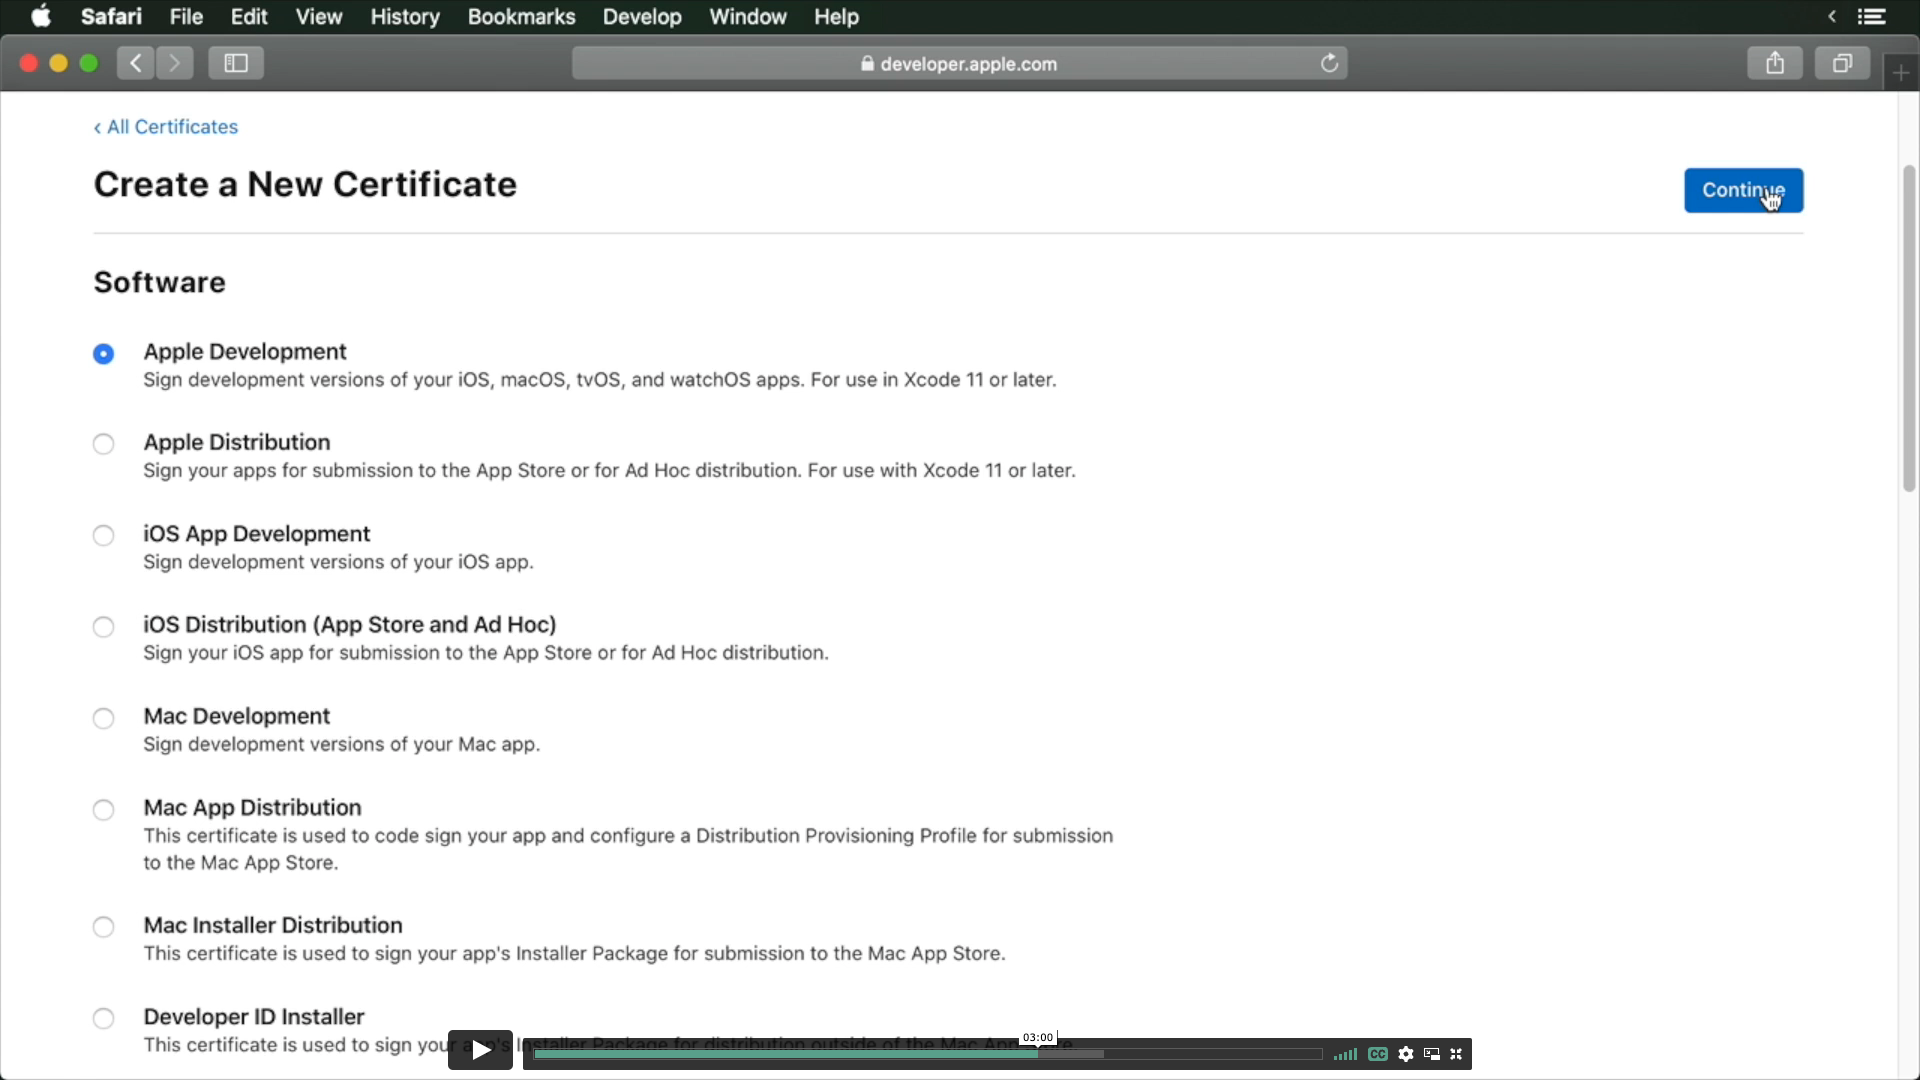 Safari File Edit View History Bookmarks Develop Window Help
developer.apple.com
‹ All Certificates
Create a New Certificate
Continue
Software
Apple Development
Sign development versions of your iOS, macOS, tvOS, and watchOS apps. For use in Xcode 11 or later.
Apple Distribution
Sign your apps for submission to the App Store or for Ad Hoc distribution. For use with Xcode 11 or later.
iOS App Development
Sign development versions of your iOS app.
iOS Distribution (App Store and Ad Hoc)
Sign your iOS app for submission to the App Store or for Ad Hoc distribution.
Mac Development
Sign development versions of your Mac app.
Mac App Distribution
This certificate is used to code sign your app and configure a Distribution Provisioning Profile for submission
to the Mac App Store.
Mac Installer Distribution
This certificate is used to sign your app's Installer Package for submission to the Mac App Store.
Developer ID Installer
This certificate is used to sign your app's Installer Package for distribution outside of the Mac App Store.
03:00
CC